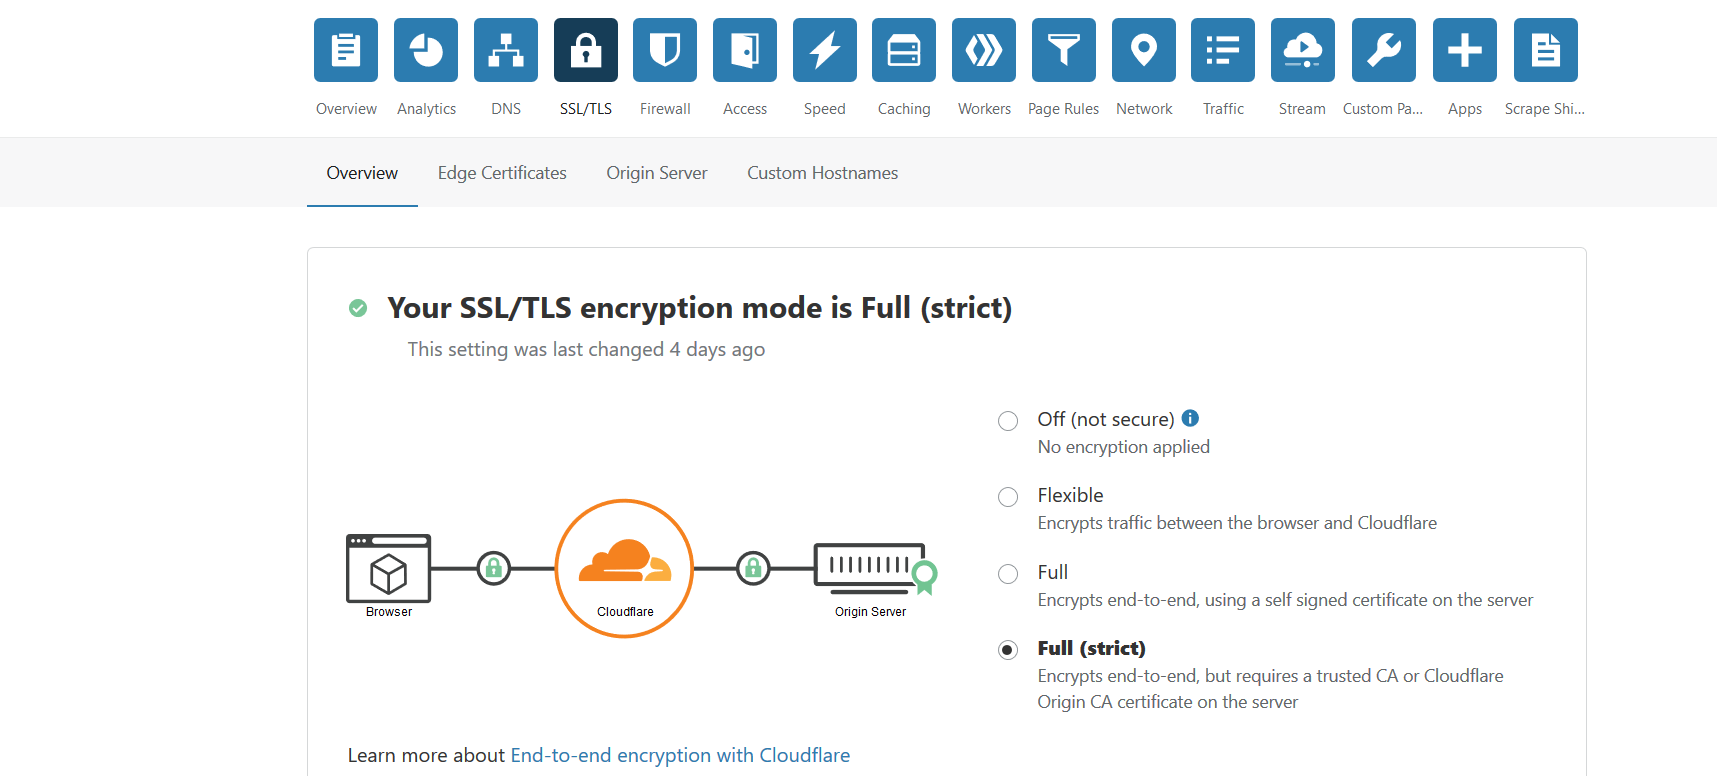 Overview Analytics DNS SSL/TLS Firewall Access Speed Caching Workers Page Rules Network Traffic Stream Custom Pa... Apps Scrape Shi...
Overview Edge Certificates Origin Server Custom Hostnames
Your SSL/TLS encryption mode is Full (strict)
This setting was last changed 4 days ago
Browser Cloudflare Origin Server
Off (not secure)
No encryption applied
Flexible
Encrypts traffic between the browser and Cloudflare
Full
Encrypts end-to-end, using a self signed certificate on the server
Full (strict)
Encrypts end-to-end, but requires a trusted CA or Cloudflare
Origin CA certificate on the server
Learn more about End-to-end encryption with Cloudflare